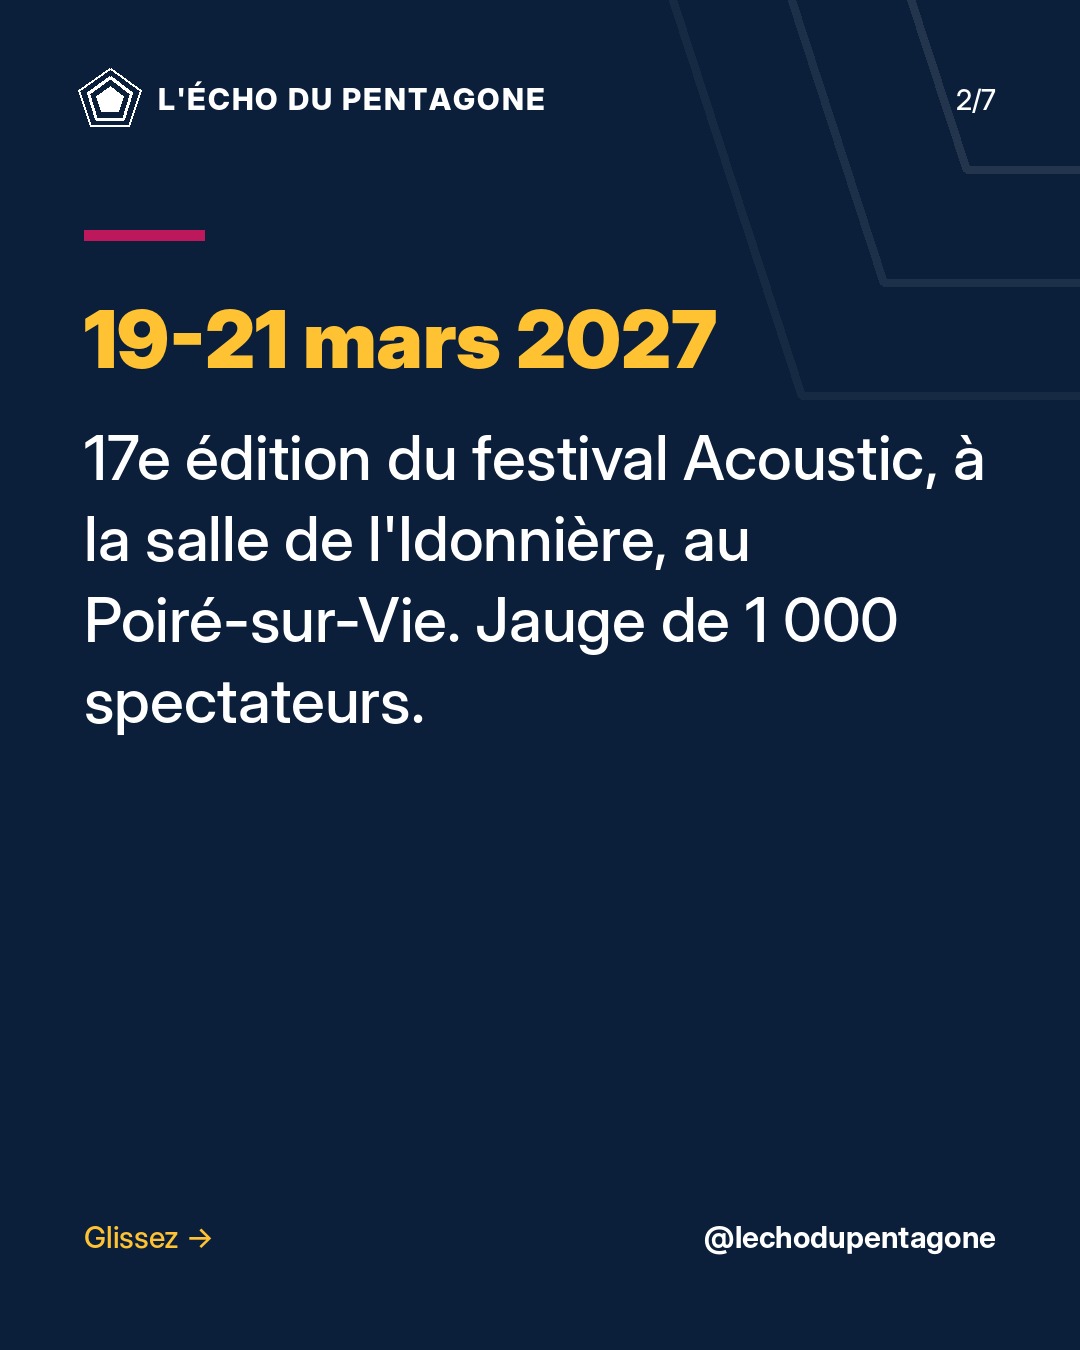 L'ÉCHO DU PENTAGONE
2/7
19-21 mars 2027
17e édition du festival Acoustic, à
la salle de l'Idonnière, au
Poiré-sur-Vie. Jauge de 1 000
spectateurs.
Glissez →
@lechodupentagone